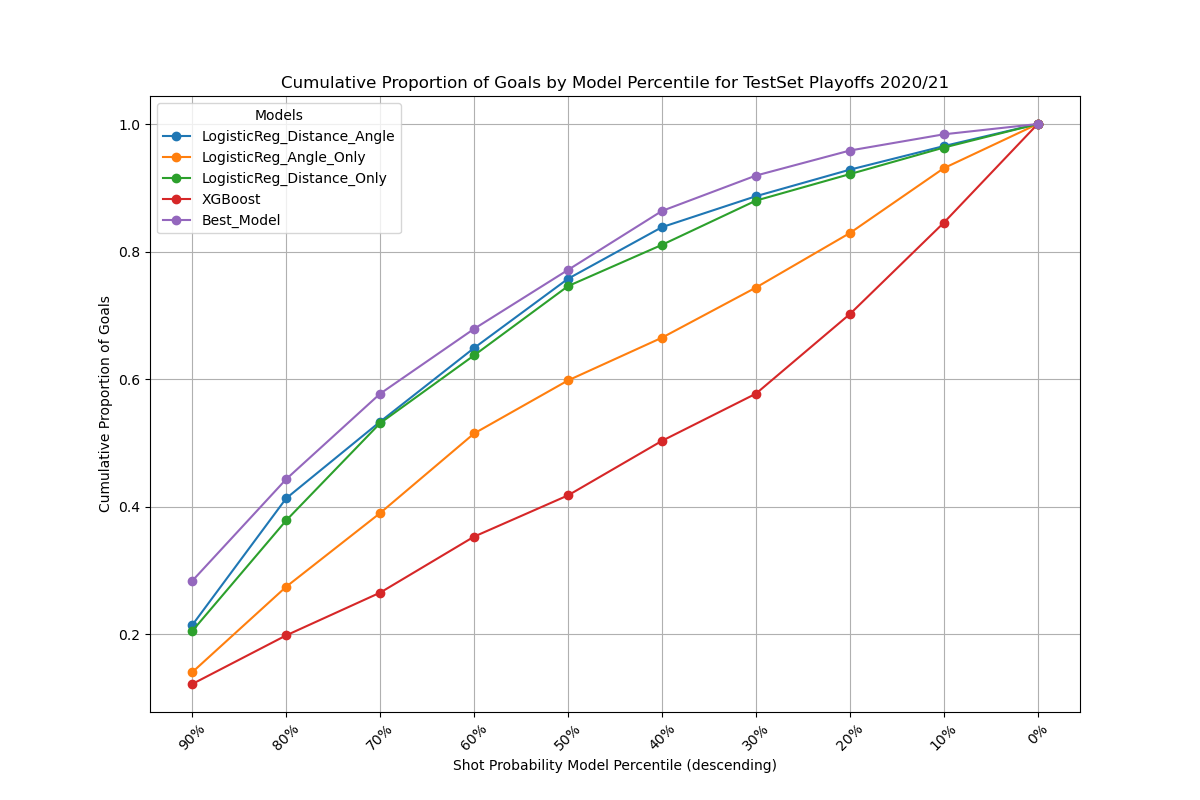 Cumulative Proportion of Goals by Model Percentile for TestSet Playoffs 2020/21
Models
LogisticReg_Distance_Angle
LogisticReg_Angle_Only
LogisticReg_Distance_Only
XGBoost
Best_Model
Cumulative Proportion of Goals
1.0
0.8
0.6
0.4
0.2
90%
80%
70%
60%
50%
40%
30%
20%
10%
0%
Shot Probability Model Percentile (descending)